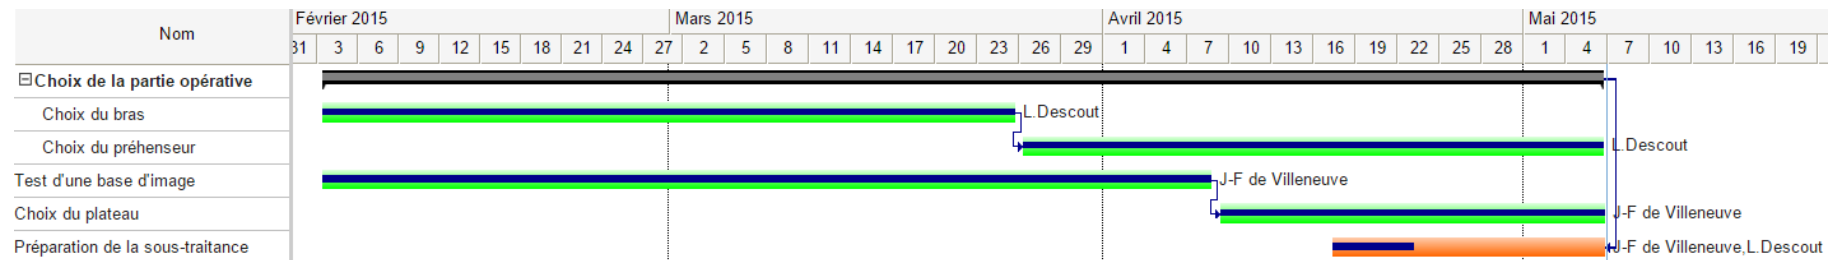 Nom
Février 2015 Mars 2015 Avril 2015 Mai 2015
31 3 6 9 12 15 18 21 24 27 2 5 8 11 14 17 20 23 26 29 1 4 7 10 13 16 19 22 25 28 1 4 7 10 13 16 19
Choix de la partie opérative
Choix du bras L.Descout
Choix du préhenseur L.Descout
Test d'une base d'image J-F de Villeneuve
Choix du plateau J-F de Villeneuve
Préparation de la sous-traitance J-F de Villeneuve,L.Descout